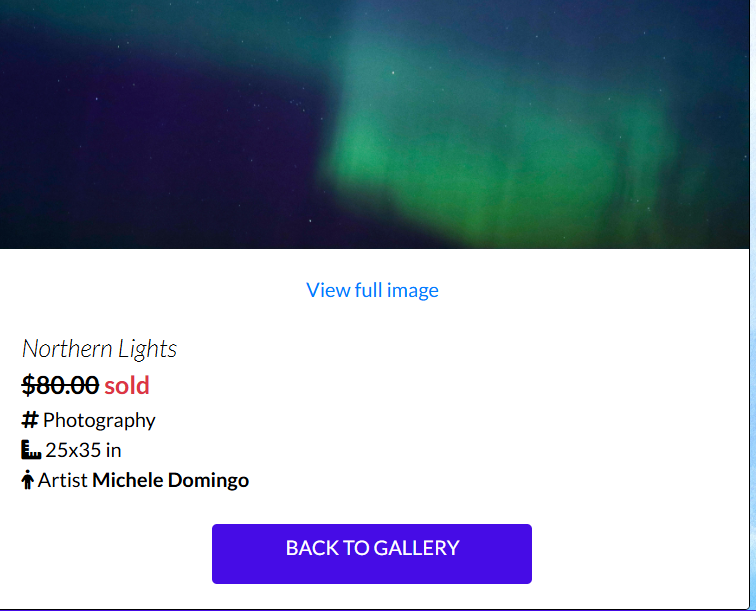 View full image
Northern Lights
$80.00 sold
# Photography
25x35 in
Artist Michele Domingo
BACK TO GALLERY